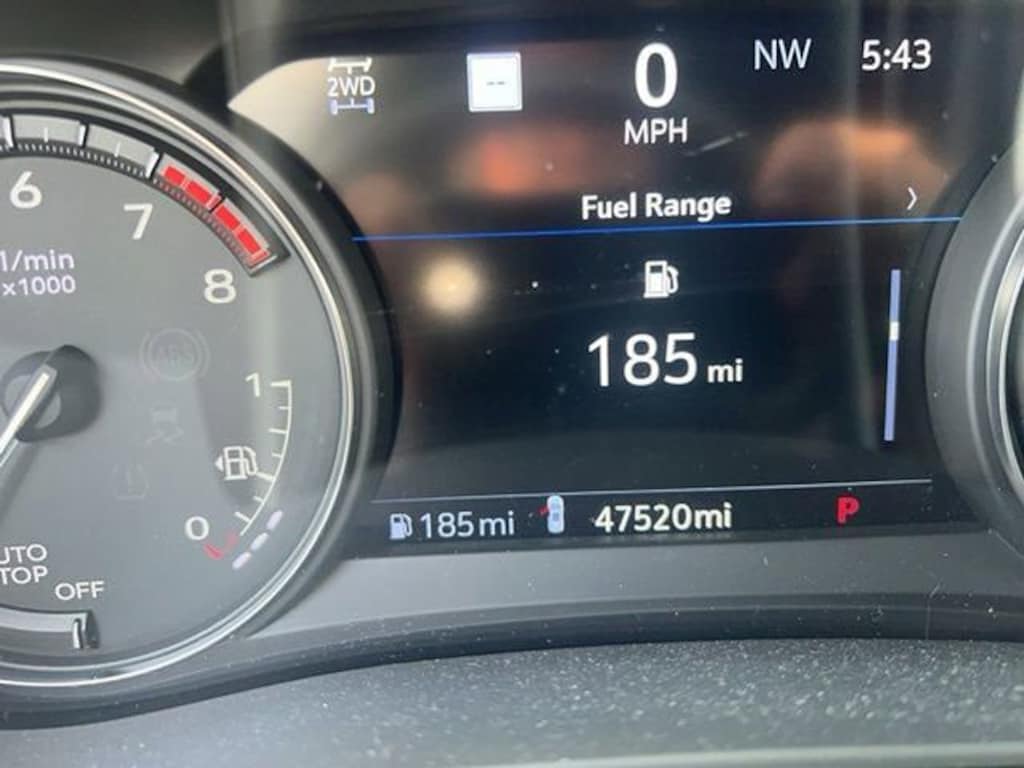 2WD
--
0
MPH
NW
5:43
Fuel Range
185 mi
185mi
47520mi
P
6
7
8
1/min
x1000
1
0
UTO
TOP
OFF